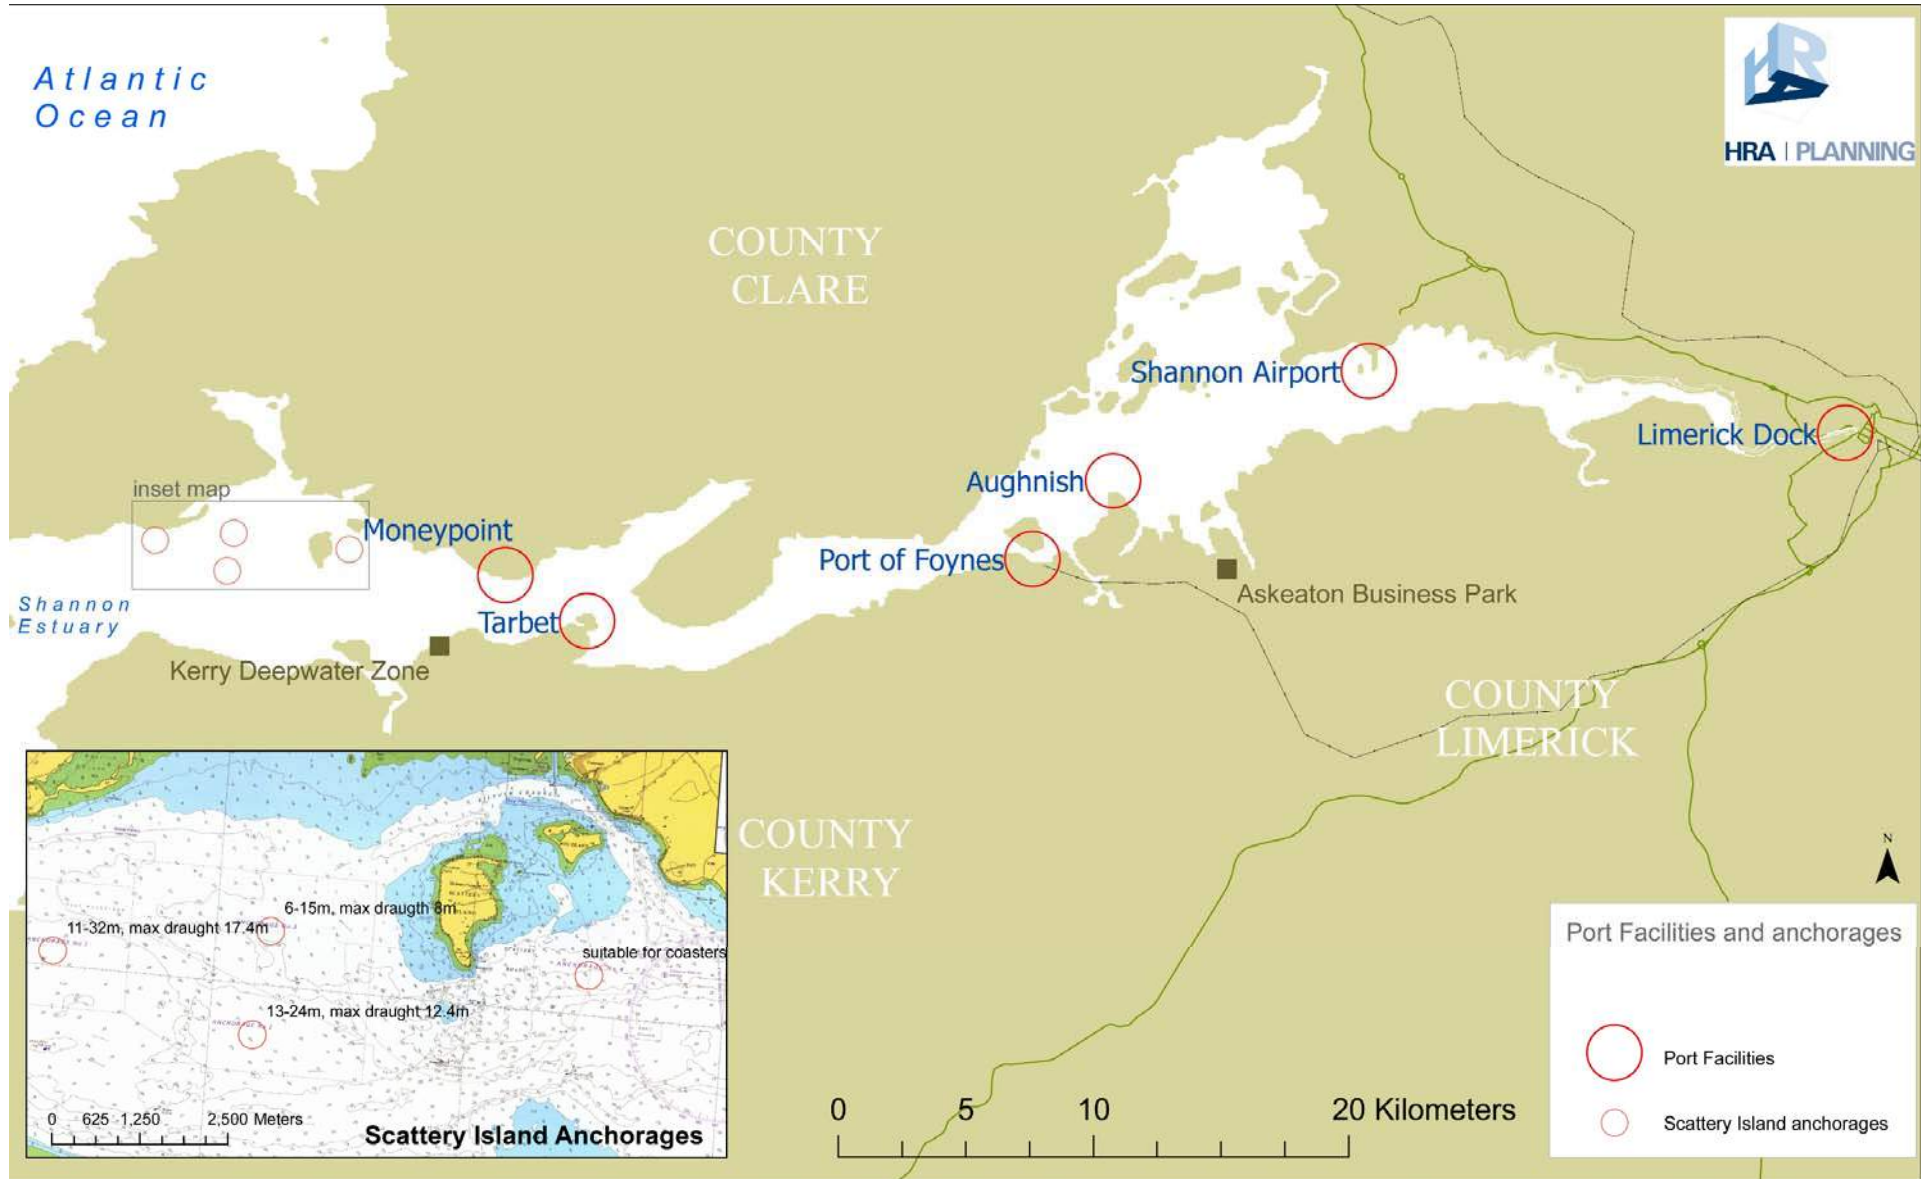 Atlantic
Ocean
HR
HRA | PLANNING
COUNTY
CLARE
Shannon Airport
Limerick Dock
Aughnish
inset map
Moneypoint
Port of Foynes
Askeaton Business Park
Shannon
Estuary
Tarbet
Kerry Deepwater Zone
COUNTY
LIMERICK
COUNTY
KERRY
6-15m, max draugth 8m
11-32m, max draught 17.4m
suitable for coasters
13-24m, max draught 12.4m
0 625 1,250 2,500 Meters
Scattery Island Anchorages
0 5 10 20 Kilometers
N
Port Facilities and anchorages
Port Facilities
Scattery Island anchorages